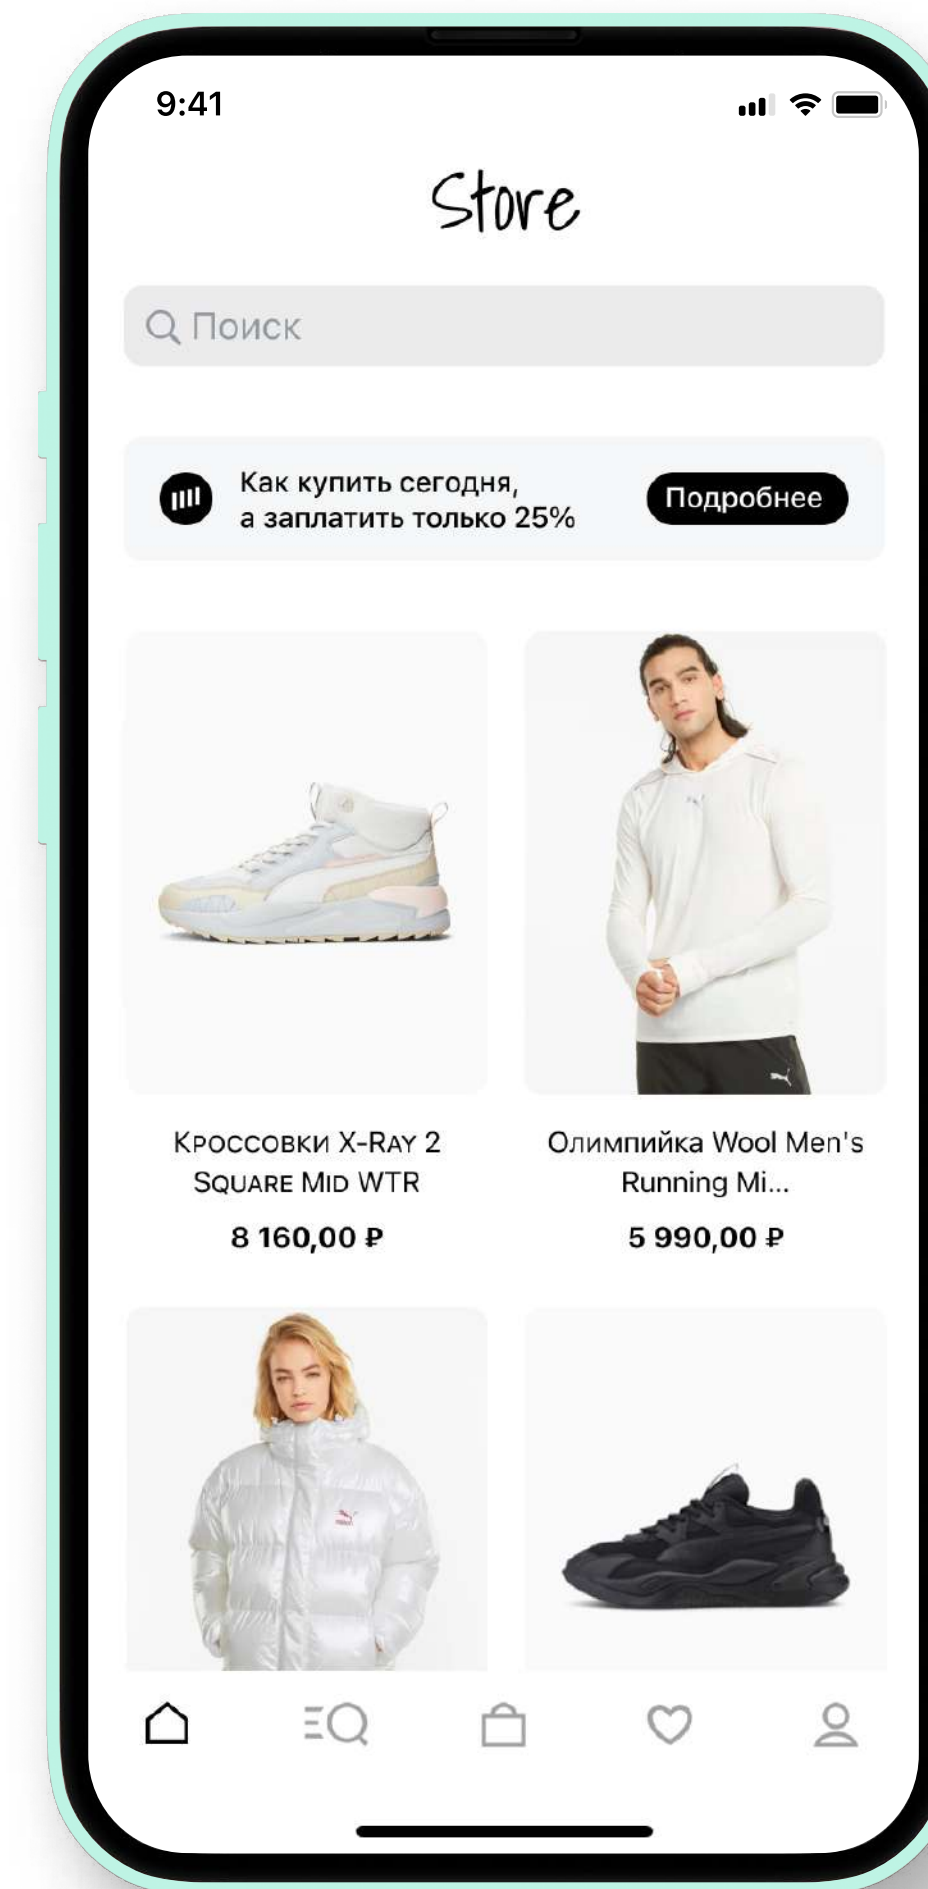 9:41
Store
Поиск
Как купить сегодня,
а заплатить только 25%
Подробнее
Кроссовки X-Ray 2
Square Mid WTR
8 160,00 ₽
Олимпийка Wool Men's
Running Mi...
5 990,00 ₽